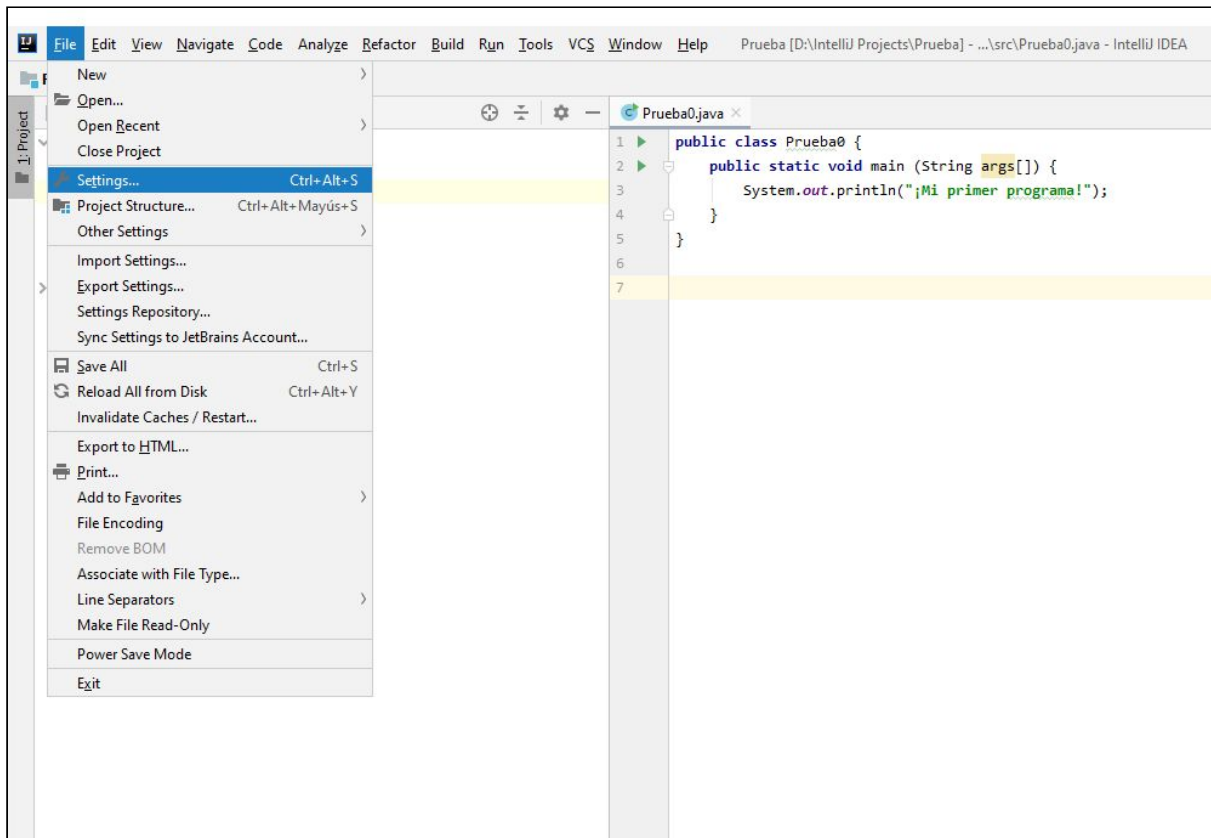 IJ File Edit View Navigate Code Analyze Refactor Build Run Tools VCS Window Help Prueba [D:\IntelliJ Projects\Prueba] - ...\src\Prueba0.java - IntelliJ IDEA
New
Open...
Open Recent
Close Project
Settings... Ctrl+Alt+S
Project Structure... Ctrl+Alt+Mayús+S
Other Settings
Import Settings...
Export Settings...
Settings Repository...
Sync Settings to JetBrains Account...
Save All Ctrl+S
Reload All from Disk Ctrl+Alt+Y
Invalidate Caches / Restart...
Export to HTML...
Print...
Add to Favorites
File Encoding
Remove BOM
Associate with File Type...
Line Separators
Make File Read-Only
Power Save Mode
Exit
1: Project
Prueba0.java
1 public class Prueba0 {
2 public static void main (String args[]) {
3 System.out.println("¡Mi primer programa!");
4 }
5 }
6
7